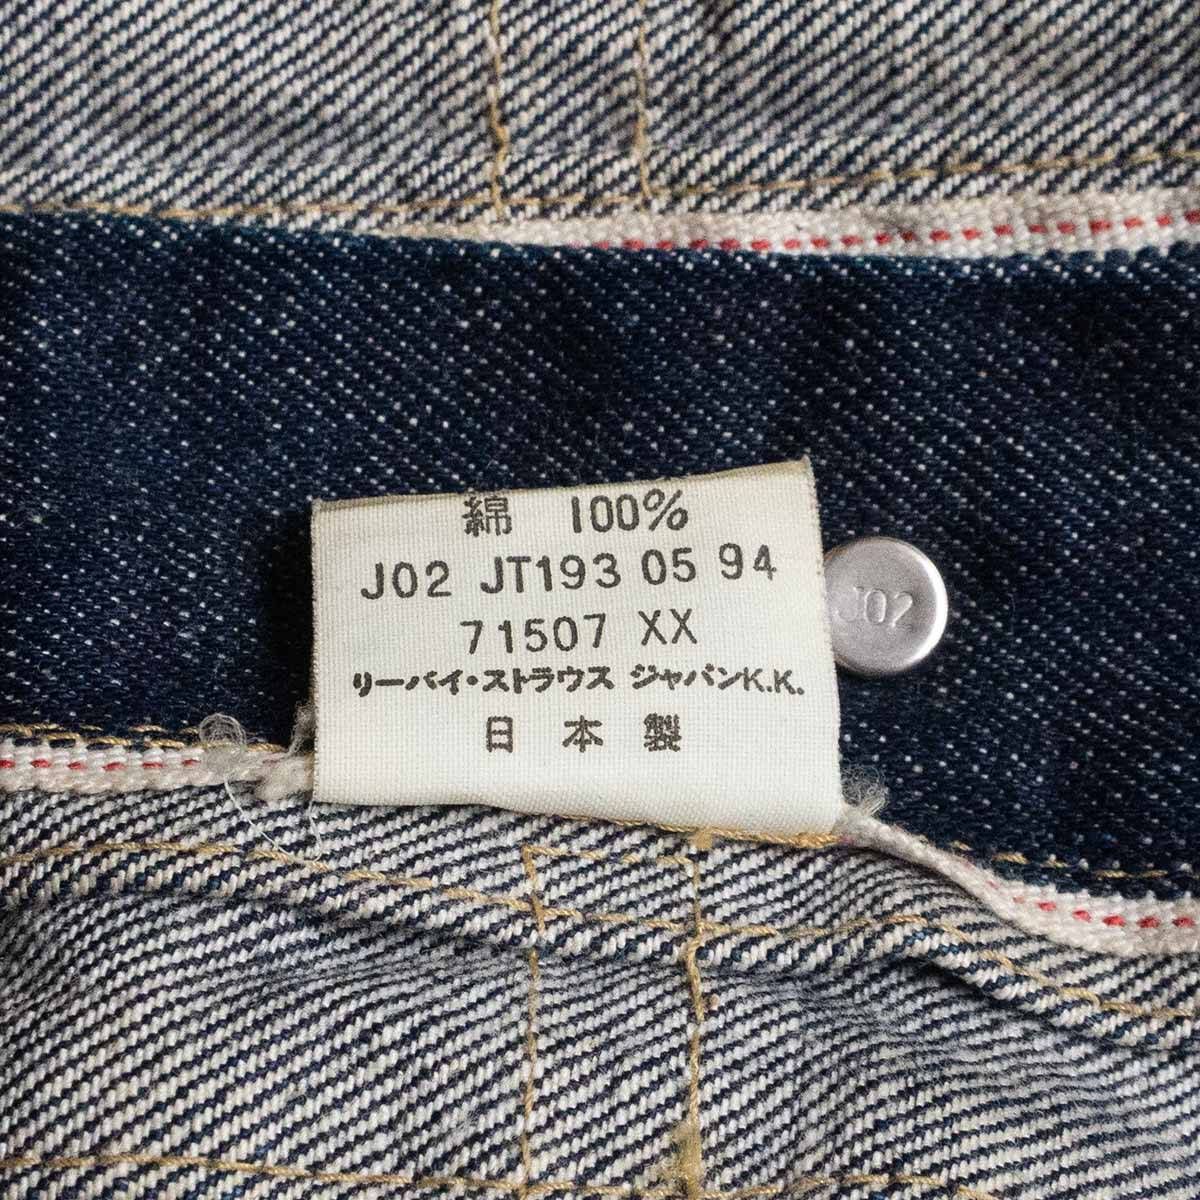 綿 100%
J02 JT193 05 94
71507 XX
リーバイ・ストラウス ジャパンK.K.
日本製
J02